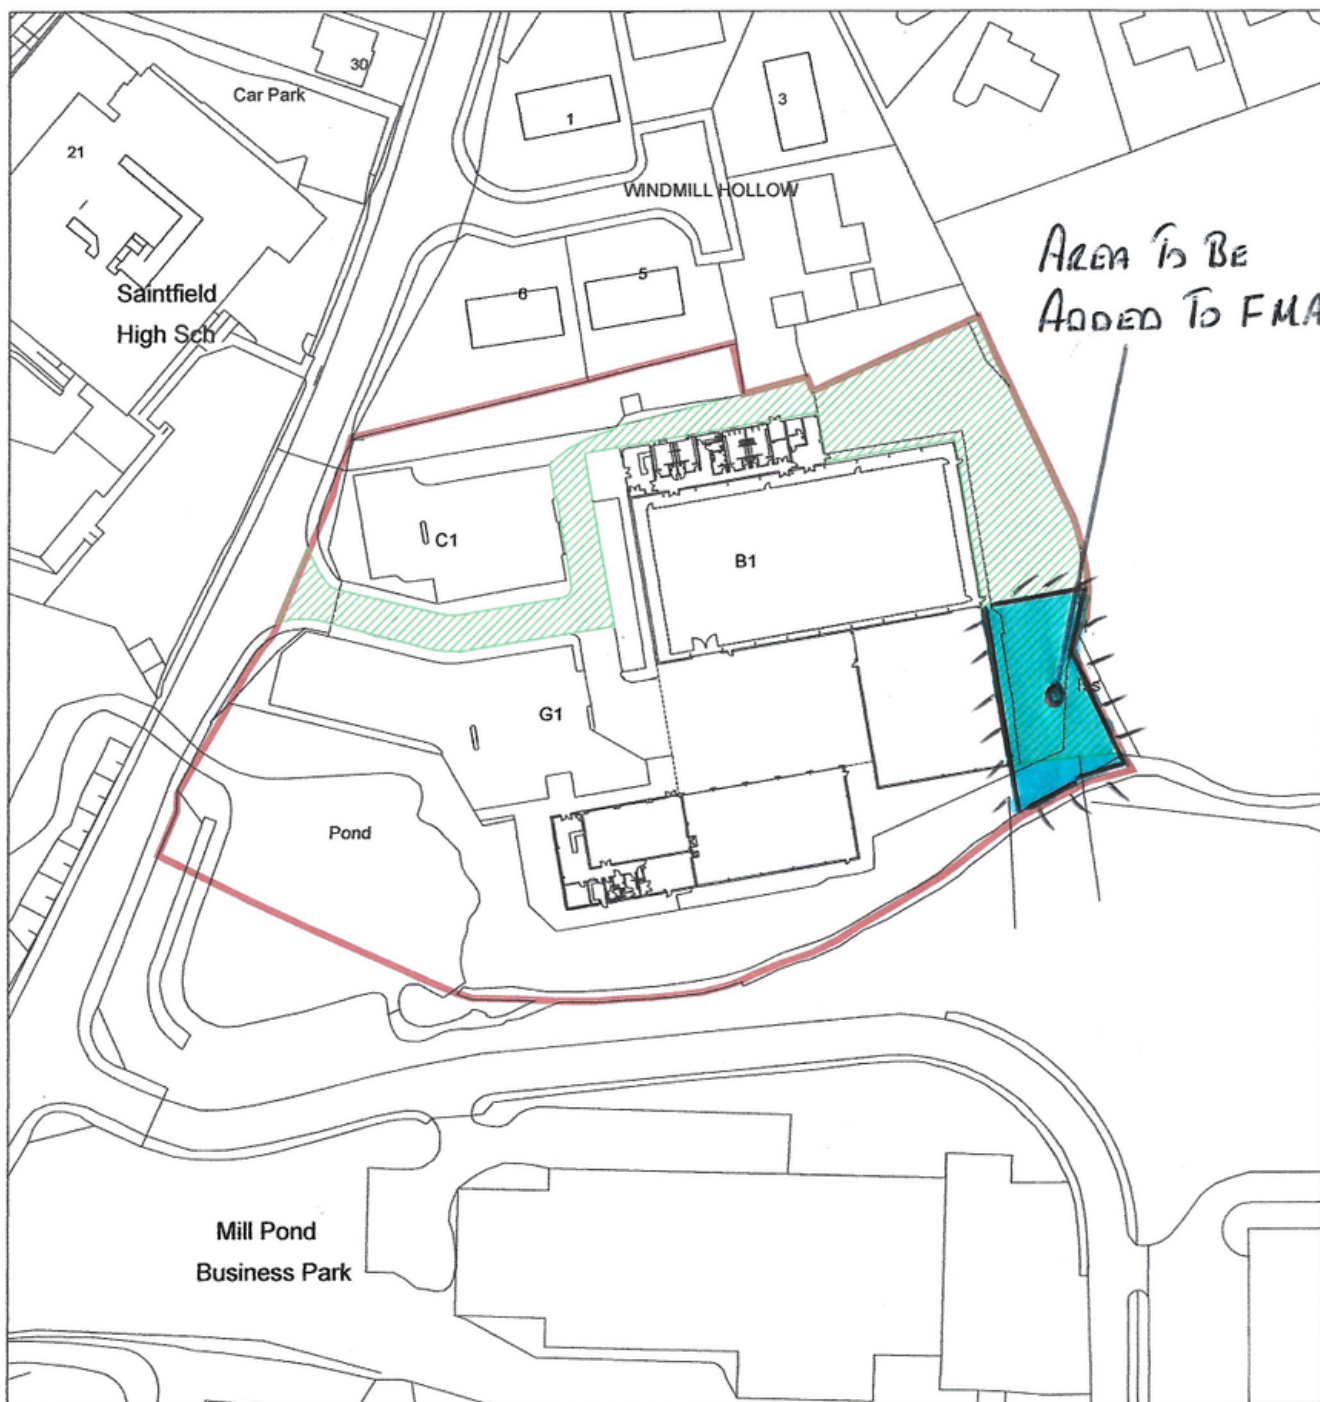 30
Car Park
21
1
3
WINDMILL HOLLOW
AREA TO BE
ADDED TO FMA
Saintfield
High Sch
6
5
C1
B1
G1
Pond
Mill Pond
Business Park